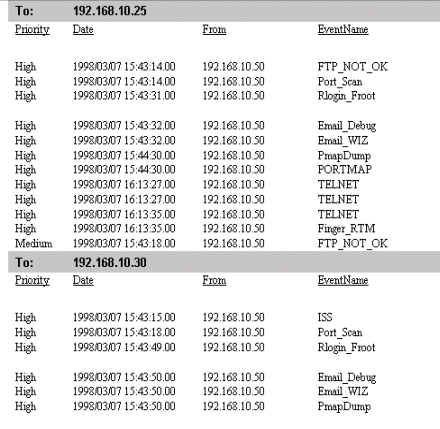 To: 192.168.10.25
Priority Date From EventName
High 1998/03/07 15:43:14.00 192.168.10.50 FTP_NOT_OK
High 1998/03/07 15:43:14.00 192.168.10.50 Port_Scan
High 1998/03/07 15:43:31.00 192.168.10.50 Rlogin_Froot
High 1998/03/07 15:43:32.00 192.168.10.50 Email_Debug
High 1998/03/07 15:43:32.00 192.168.10.50 Email_WIZ
High 1998/03/07 15:44:30.00 192.168.10.50 PmapDump
High 1998/03/07 15:44:30.00 192.168.10.50 PORTMAP
High 1998/03/07 16:13:27.00 192.168.10.50 TELNET
High 1998/03/07 16:13:27.00 192.168.10.50 TELNET
High 1998/03/07 16:13:35.00 192.168.10.50 TELNET
High 1998/03/07 16:13:35.00 192.168.10.50 Finger_RTM
Medium 1998/03/07 15:43:18.00 192.168.10.50 FTP_NOT_OK
To: 192.168.10.30
Priority Date From EventName
High 1998/03/07 15:43:15.00 192.168.10.50 ISS
High 1998/03/07 15:43:18.00 192.168.10.50 Port_Scan
High 1998/03/07 15:43:49.00 192.168.10.50 Rlogin_Froot
High 1998/03/07 15:43:50.00 192.168.10.50 Email_Debug
High 1998/03/07 15:43:50.00 192.168.10.50 Email_WIZ
High 1998/03/07 15:43:50.00 192.168.10.50 PmapDump